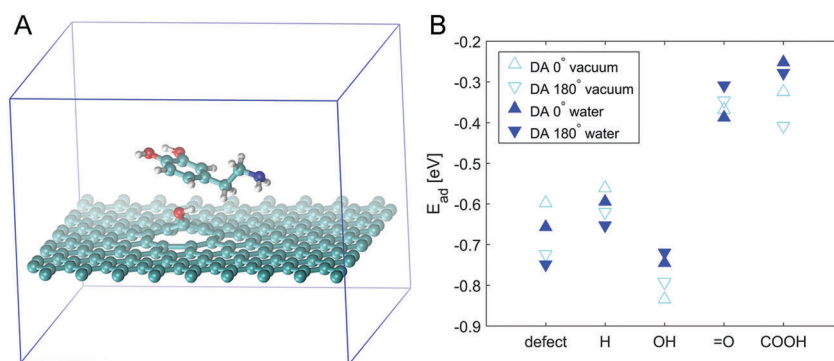 A
B
DA 0° vacuum
DA 180° vacuum
DA 0° water
DA 180° water
E_ad [eV]
-0.2
-0.3
-0.4
-0.5
-0.6
-0.7
-0.8
-0.9
defect H OH =O COOH